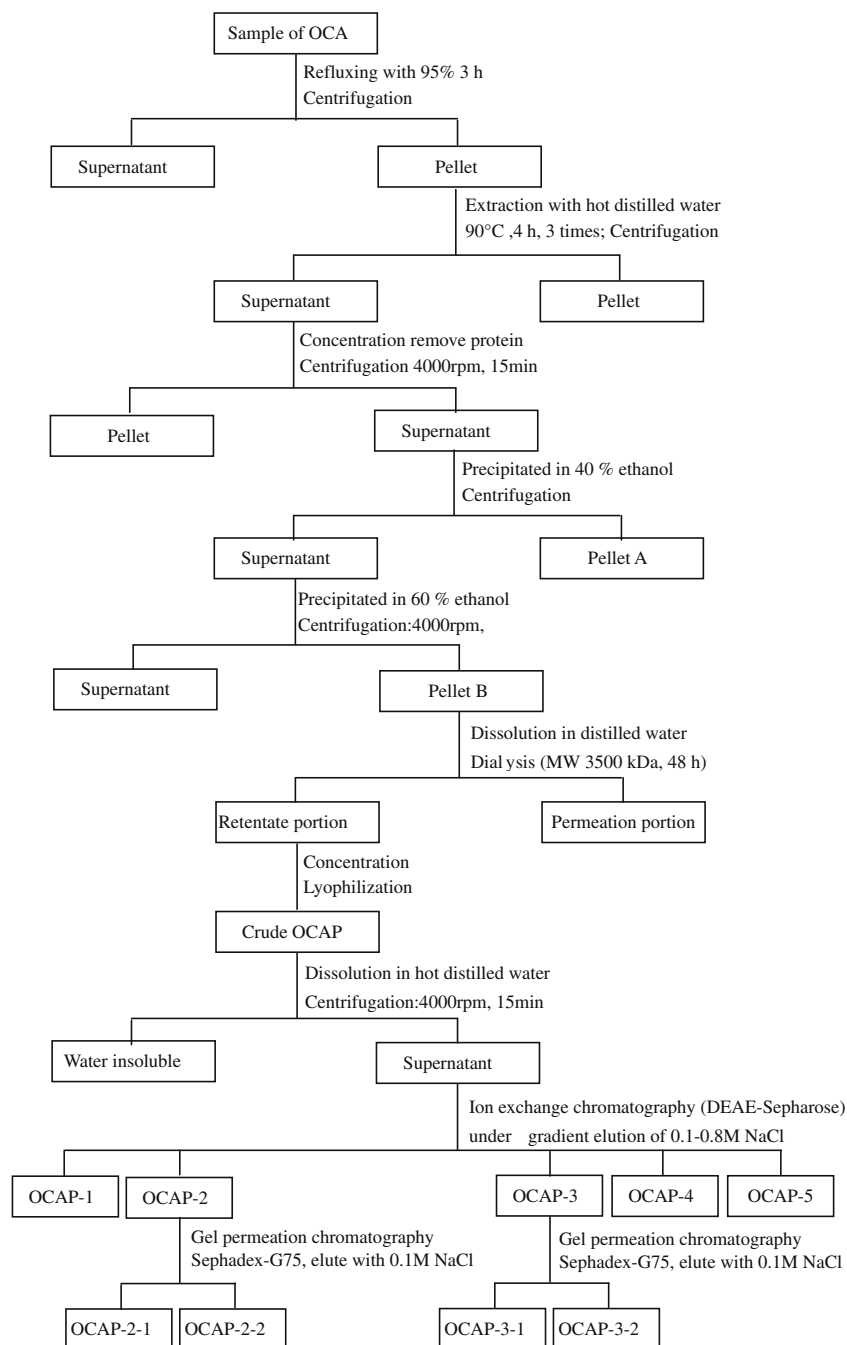 Sample of OCA
Refluxing with 95% 3 h
Centrifugation
Supernatant
Pellet
Extraction with hot distilled water
90°C ,4 h, 3 times; Centrifugation
Supernatant
Pellet
Concentration remove protein
Centrifugation 4000rpm, 15min
Pellet
Supernatant
Precipitated in 40 % ethanol
Centrifugation
Supernatant
Pellet A
Precipitated in 60 % ethanol
Centrifugation:4000rpm,
Supernatant
Pellet B
Dissolution in distilled water
Dialysis (MW 3500 kDa, 48 h)
Retentate portion
Permeation portion
Concentration
Lyophilization
Crude OCAP
Dissolution in hot distilled water
Centrifugation:4000rpm, 15min
Water insoluble
Supernatant
Ion exchange chromatography (DEAE-Sepharose)
under gradient elution of 0.1-0.8M NaCl
OCAP-1
OCAP-2
OCAP-3
OCAP-4
OCAP-5
Gel permeation chromatography
Sephadex-G75, elute with 0.1M NaCl
Gel permeation chromatography
Sephadex-G75, elute with 0.1M NaCl
OCAP-2-1
OCAP-2-2
OCAP-3-1
OCAP-3-2